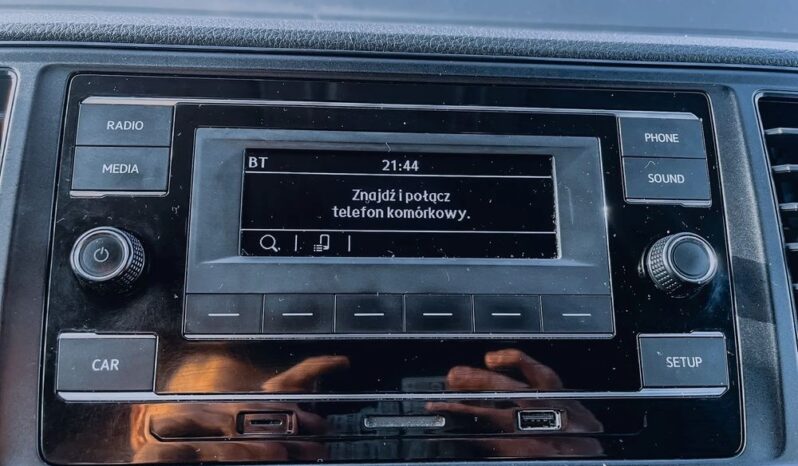 RADIO
MEDIA
BT 21:44
Znajdź i połącz
telefon komórkowy.
PHONE
SOUND
CAR
SETUP